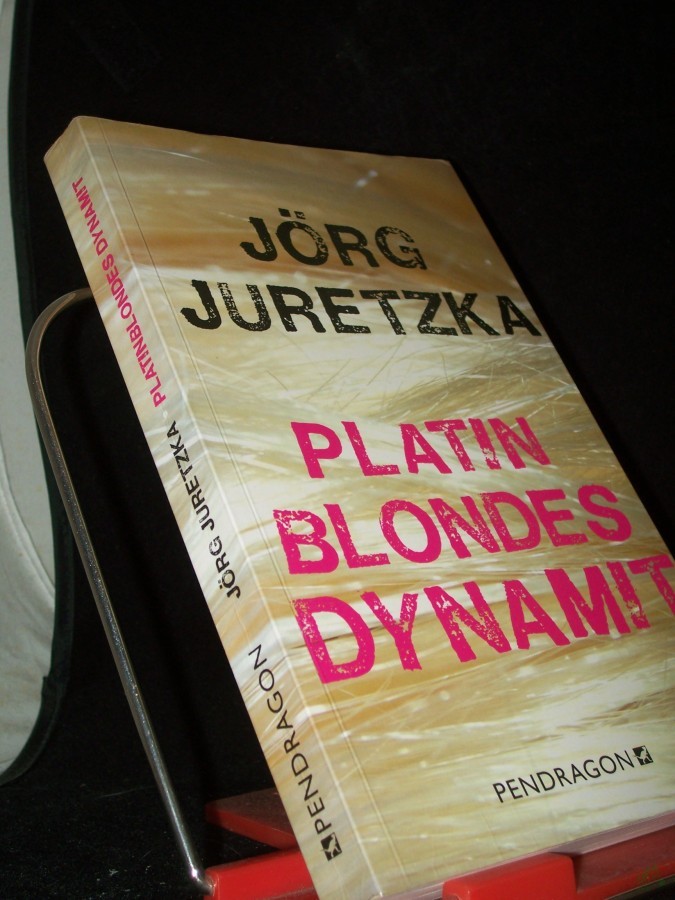 JÖRG
JURETZKA
PLATIN
BLONDES
DYNAMIT
PENDRAGON
PLATINBLONDES DYNAMIT
JÖRG JURETZKA
PENDRAGON